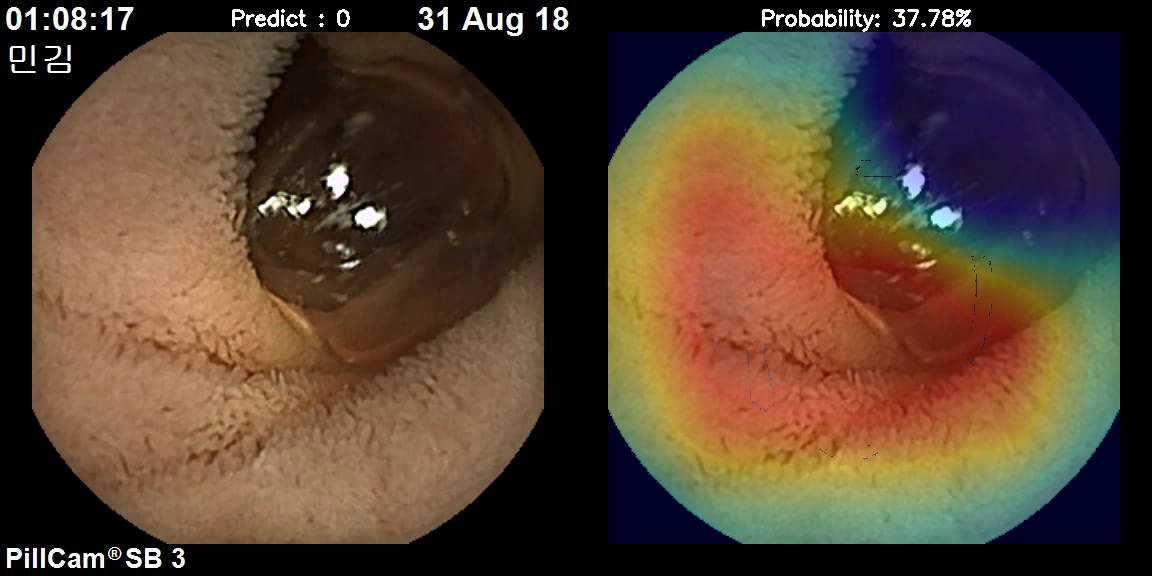 01:08:17 Predict : 0 31 Aug 18 Probability: 37.78%
민김
PillCam® SB 3